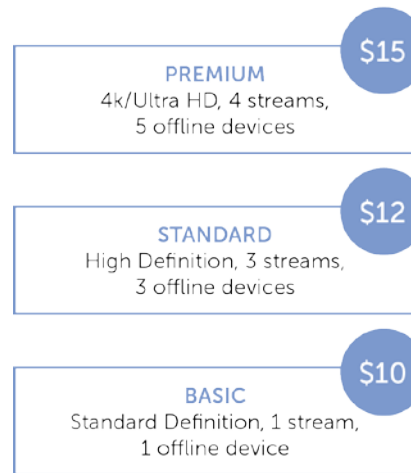 $15
PREMIUM
4k/Ultra HD, 4 streams,
5 offline devices
$12
STANDARD
High Definition, 3 streams,
3 offline devices
$10
BASIC
Standard Definition, 1 stream,
1 offline device